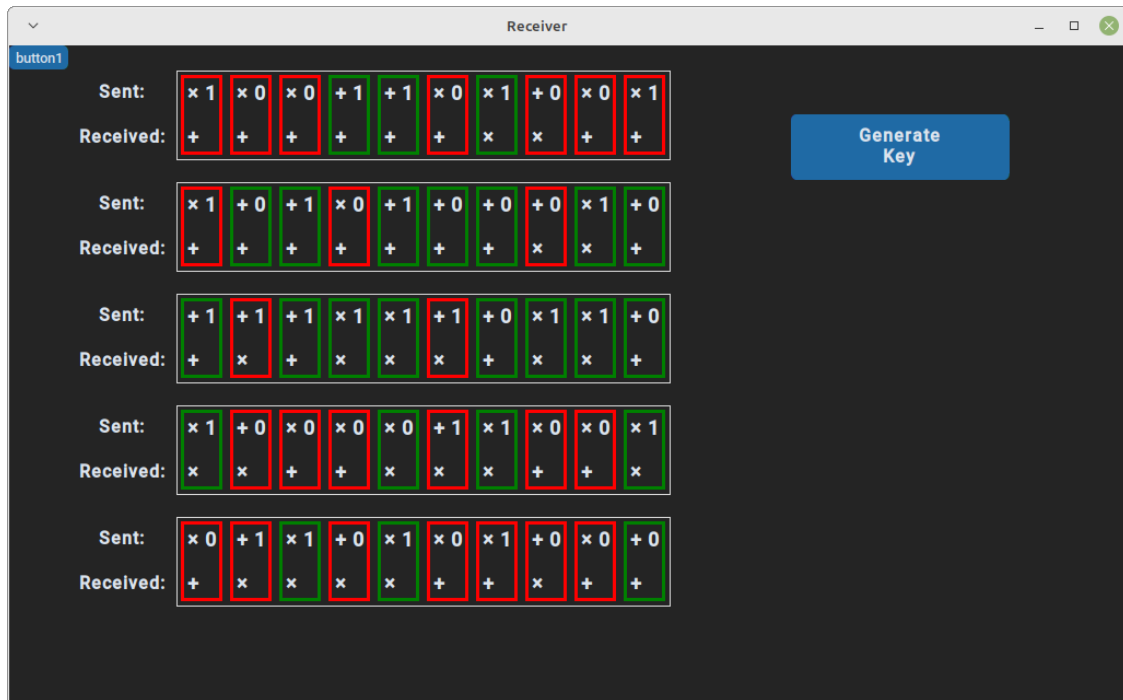 Receiver
button1
Sent: × 1 × 0 × 0 + 1 + 1 × 0 × 1 + 0 × 0 × 1
Received: + + + + + + × × + +
Generate
Key
Sent: × 1 + 0 + 1 × 0 + 1 + 0 + 0 + 0 × 1 + 0
Received: + + + + + + + × × +
Sent: + 1 + 1 + 1 × 1 × 1 + 1 + 0 × 1 × 1 + 0
Received: + × + × × × + × × +
Sent: × 1 + 0 × 0 × 0 × 0 + 1 × 1 × 0 × 0 × 1
Received: × × + + × × × + + ×
Sent: × 0 + 1 × 1 + 0 × 1 × 0 × 1 + 0 × 0 + 0
Received: + × × × × + + × + +